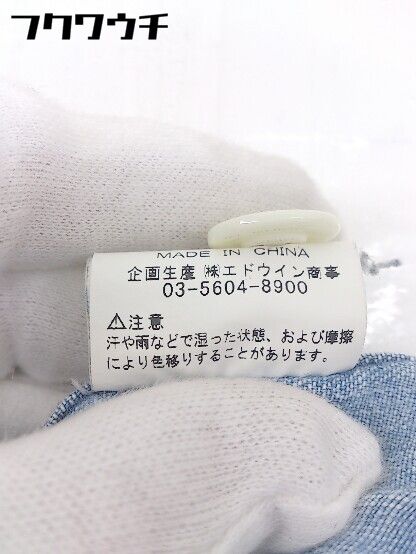 フクワウチ
MADE IN CHINA
企画生産 ㈱エドウイン商事
03-5604-8900
⚠注意
汗や雨などで湿った状態、および摩擦
により色移りすることがあります。